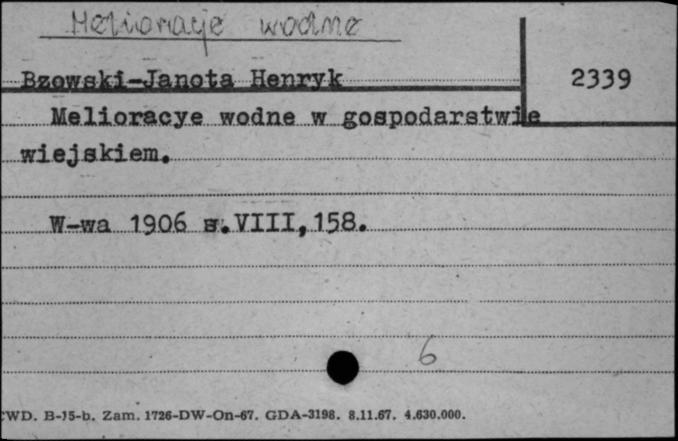 Melioracje wodne
Bzowski-Janota Henryk
2339
Melioracye wodne w gospodarstwie
wiejskiem.
W-wa 1906 s.VIII,158.
6
CWD. B-15-b. Zam. 1726-DW-On-67. GDA-3198. 8.11.67. 4.630.000.